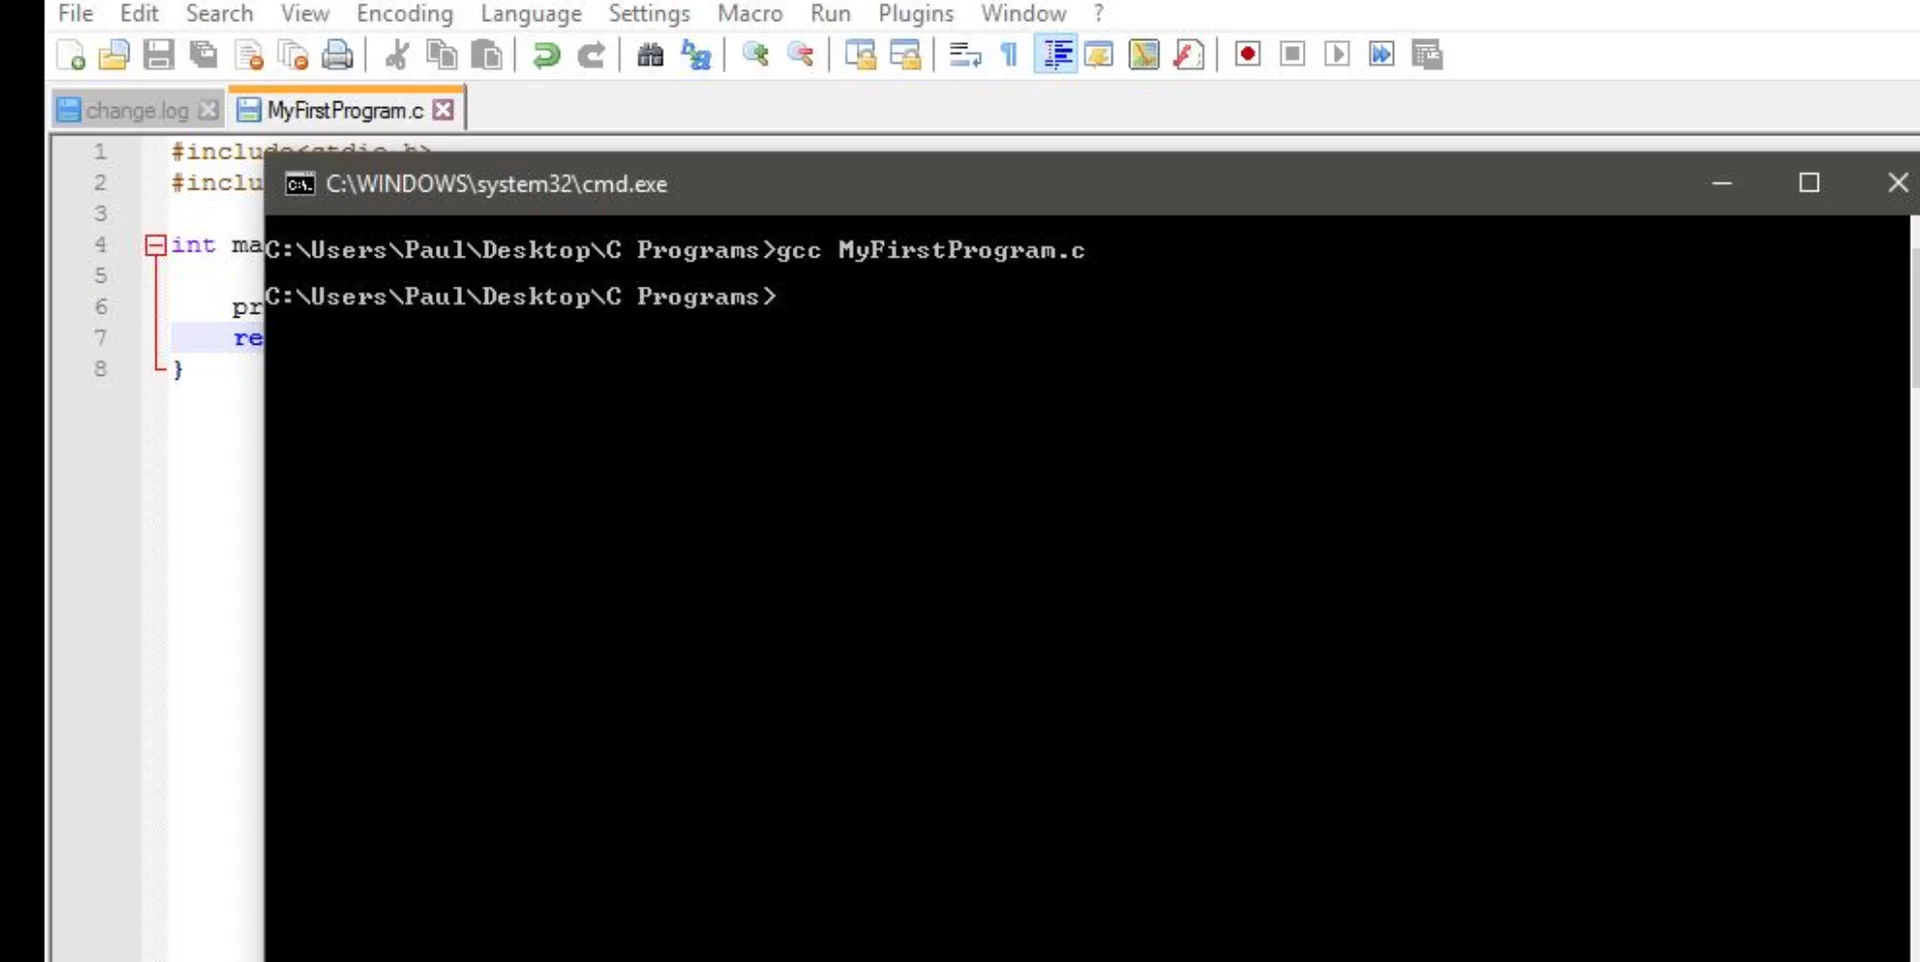 File Edit Search View Encoding Language Settings Macro Run Plugins Window ?
change.log MyFirstProgram.c
1 #include<stdio.h>
2 #inclu
3
4 int ma
5
6 pr
7 re
8 }
C:\WINDOWS\system32\cmd.exe
C:\Users\Paul\Desktop\C Programs>gcc MyFirstProgram.c
C:\Users\Paul\Desktop\C Programs>